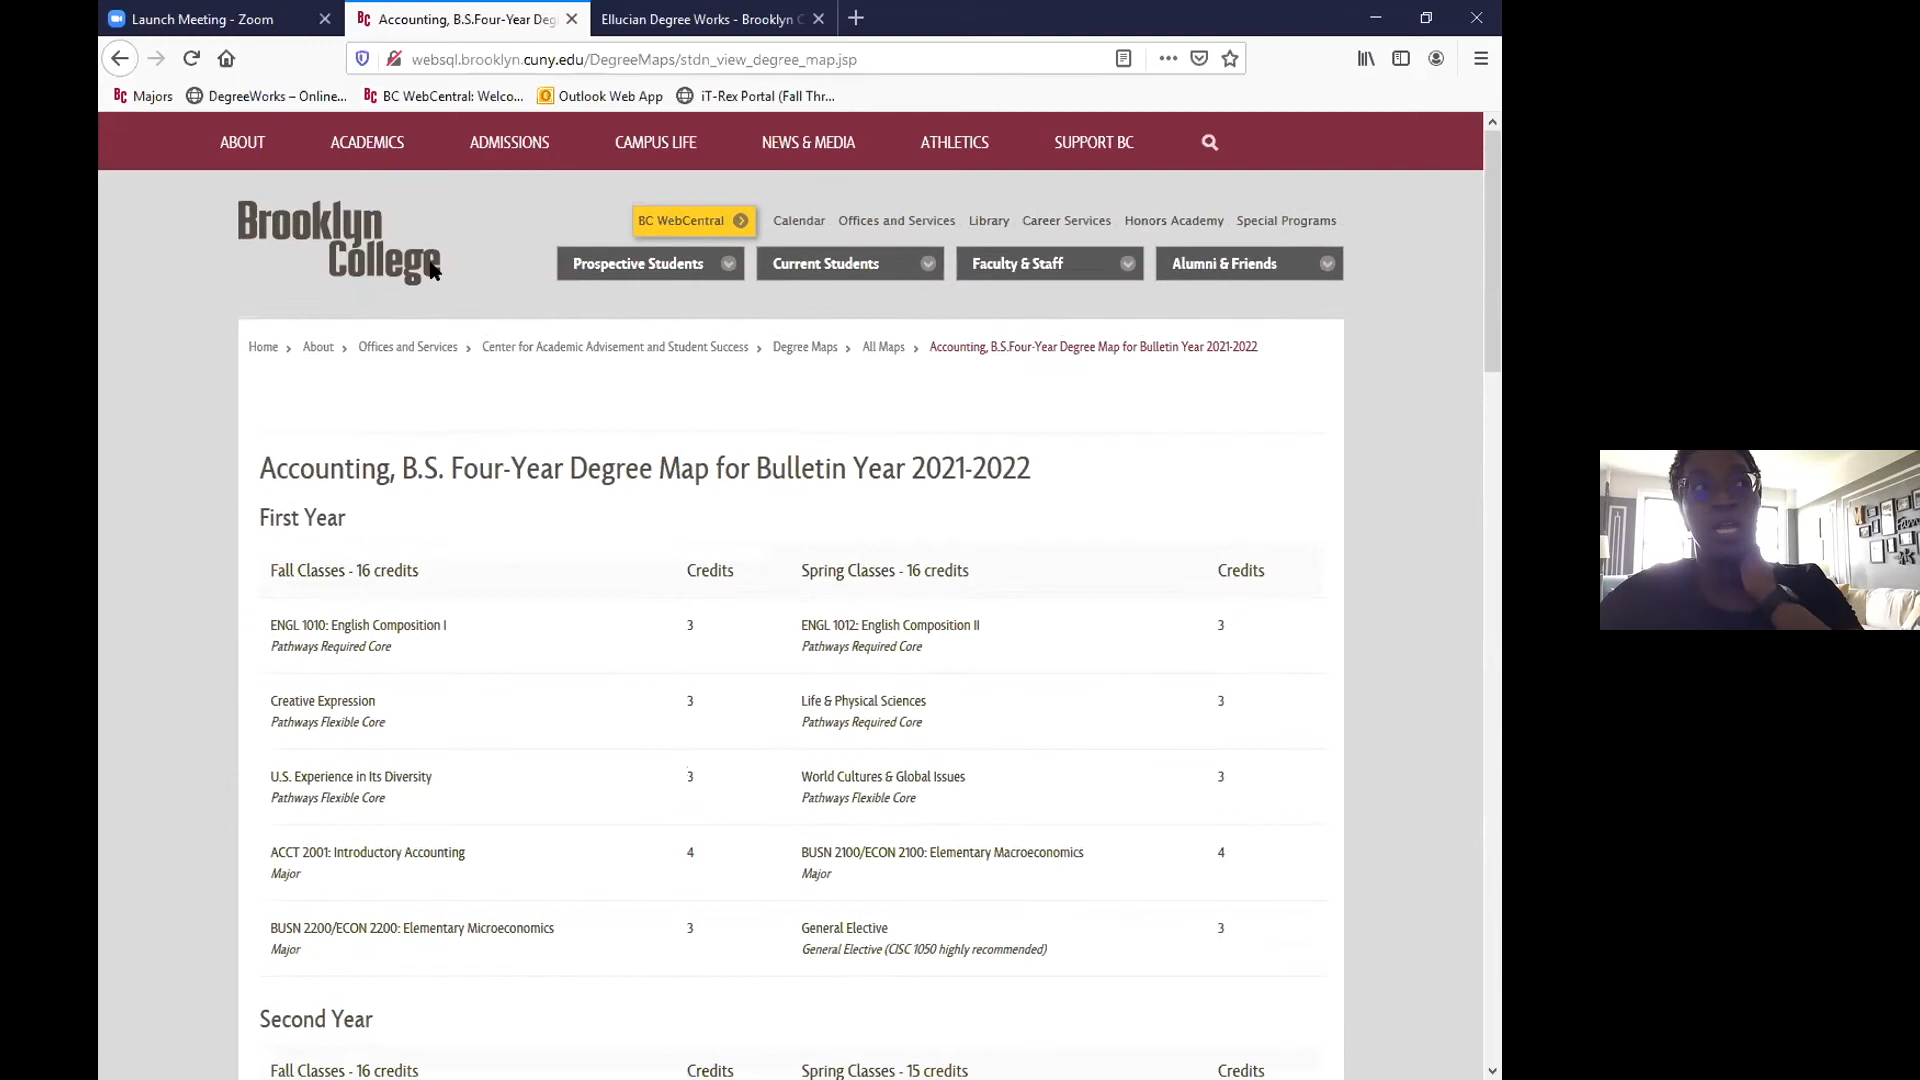 Launch Meeting - Zoom
Accounting, B.S.Four-Year Deg
Ellucian Degree Works - Brooklyn C
websql.brooklyn.cuny.edu/DegreeMaps/stdn_view_degree_map.jsp
Majors
DegreeWorks – Online...
BC WebCentral: Welco...
Outlook Web App
iT-Rex Portal (Fall Thr...
ABOUT
ACADEMICS
ADMISSIONS
CAMPUS LIFE
NEWS & MEDIA
ATHLETICS
SUPPORT BC
Brooklyn
College
BC WebCentral
Calendar
Offices and Services
Library
Career Services
Honors Academy
Special Programs
Prospective Students
Current Students
Faculty & Staff
Alumni & Friends
Home > About > Offices and Services > Center for Academic Advisement and Student Success > Degree Maps > All Maps > Accounting, B.S.Four-Year Degree Map for Bulletin Year 2021-2022
Accounting, B.S. Four-Year Degree Map for Bulletin Year 2021-2022
First Year
Fall Classes - 16 credits Credits Spring Classes - 16 credits Credits
ENGL 1010: English Composition I 3 ENGL 1012: English Composition II 3
Pathways Required Core Pathways Required Core
Creative Expression 3 Life & Physical Sciences 3
Pathways Flexible Core Pathways Required Core
U.S. Experience in Its Diversity 3 World Cultures & Global Issues 3
Pathways Flexible Core Pathways Flexible Core
ACCT 2001: Introductory Accounting 4 BUSN 2100/ECON 2100: Elementary Macroeconomics 4
Major Major
BUSN 2200/ECON 2200: Elementary Microeconomics 3 General Elective 3
Major General Elective (CISC 1050 highly recommended)
Second Year
Fall Classes - 16 credits Credits Spring Classes - 15 credits Credits